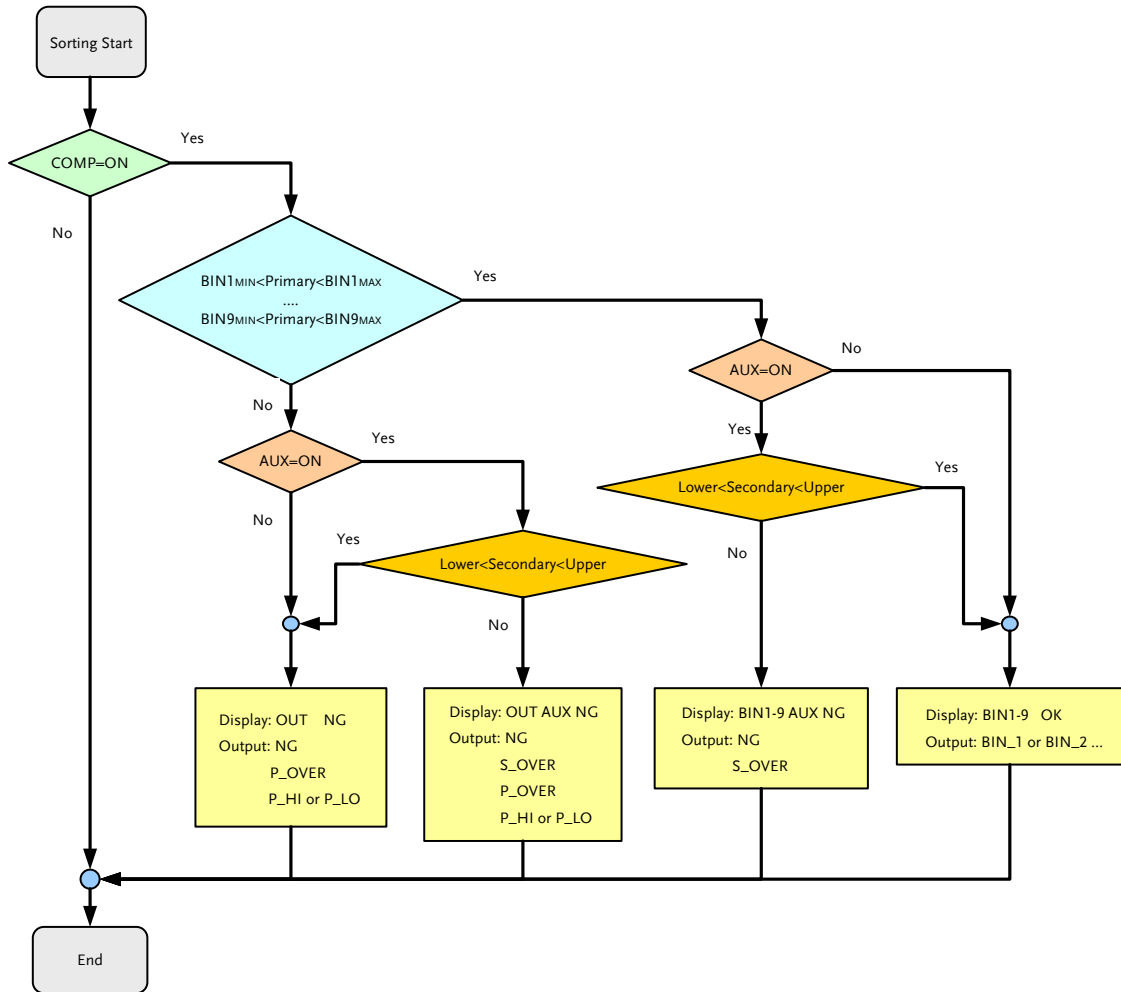 Sorting Start
Yes
COMP=ON
No
BIN1MIN<Primary<BIN1MAX
....
BIN9MIN<Primary<BIN9MAX
Yes
No
AUX=ON
No
AUX=ON
Yes
Yes
Lower<Secondary<Upper
Yes
No
No
Yes
Lower<Secondary<Upper
No
Display: OUT NG
Output: NG
P_OVER
P_HI or P_LO
Display: OUT AUX NG
Output: NG
S_OVER
P_OVER
P_HI or P_LO
Display: BIN1-9 AUX NG
Output: NG
S_OVER
Display: BIN1-9 OK
Output: BIN_1 or BIN_2 ...
End